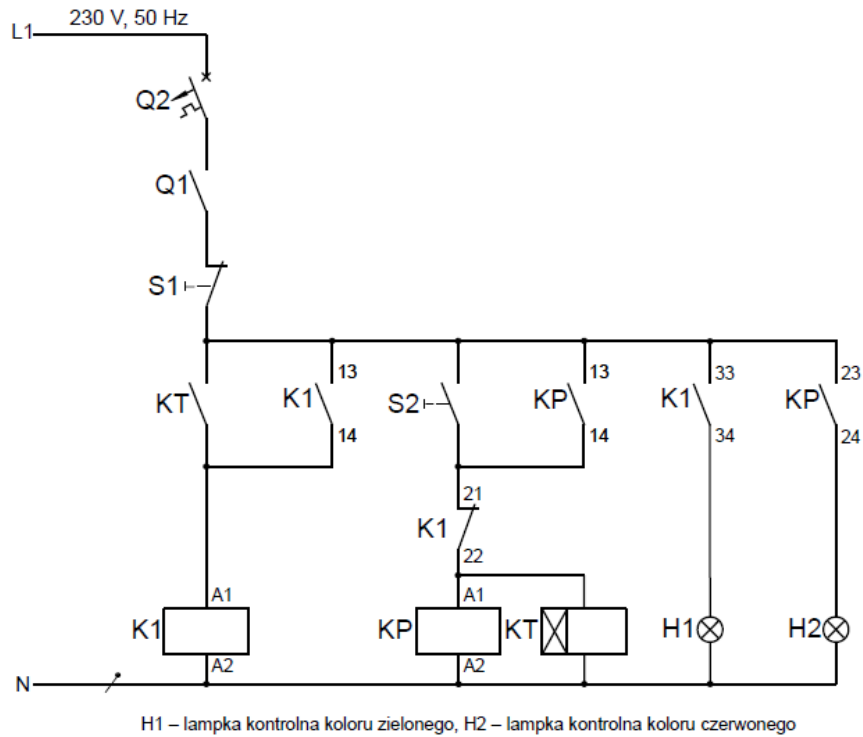 230 V, 50 Hz
L1
Q2
Q1
S1
13 13 33 23
KT K1 S2 KP K1 KP
14 14 34 24
21
K1
22
A1 A1
K1 KP KT H1 H2
A2 A2
N
H1 – lampka kontrolna koloru zielonego, H2 – lampka kontrolna koloru czerwonego